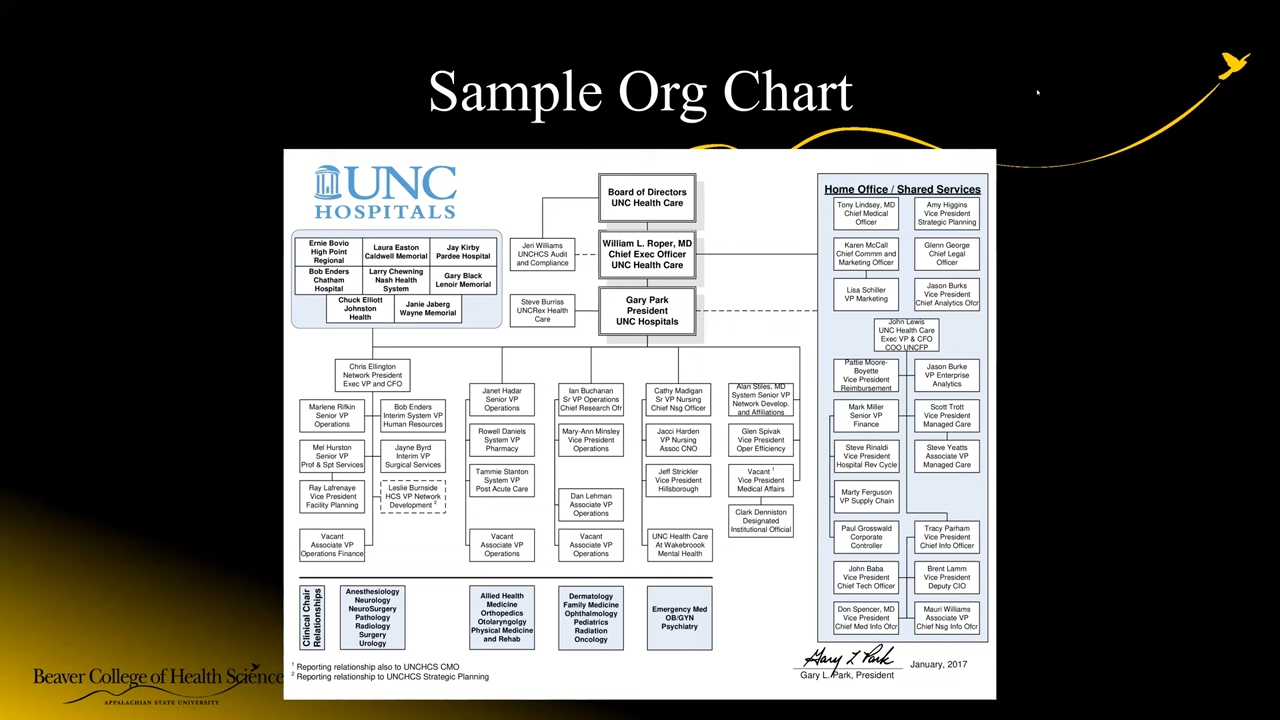 Sample Org Chart
UNC
HOSPITALS
Board of Directors
UNC Health Care
Jeri Williams
UNCHCS Audit
and Compliance
William L. Roper, MD
Chief Exec Officer
UNC Health Care
Steve Burriss
UNCRex Health
Care
Gary Park
President
UNC Hospitals
Ernie Bovio
High Point
Regional
Laura Easton
Caldwell Memorial
Jay Kirby
Pardee Hospital
Bob Enders
Chatham
Hospital
Larry Chewning
Nash Health
System
Gary Black
Lenoir Memorial
Chuck Elliott
Johnston
Health
Janie Jaberg
Wayne Memorial
Chris Ellington
Network President
Exec VP and CFO
Marlene Rifkin
Senior VP
Operations
Bob Enders
Interim System VP
Human Resources
Mel Hurston
Senior VP
Prof & Spt Services
Jayne Byrd
Interim VP
Surgical Services
Ray Lafrenaye
Vice President
Facility Planning
Leslie Burnside
HCS VP Network
Development 2
Vacant
Associate VP
Operations Finance
Janet Hadar
Senior VP
Operations
Rowell Daniels
System VP
Pharmacy
Tammie Stanton
System VP
Post Acute Care
Vacant
Associate VP
Operations
Ian Buchanan
Sr VP Operations
Chief Research Ofr
Mary-Ann Minsley
Vice President
Operations
Dan Lehman
Associate VP
Operations
Vacant
Associate VP
Operations
Cathy Madigan
Sr VP Nursing
Chief Nsg Officer
Jacci Harden
VP Nursing
Assoc CNO
Jeff Strickler
Vice President
Hillsborough
UNC Health Care
At Wakebroook
Mental Health
Alan Stiles, MD
System Senior VP
Network Develop.
and Affiliations
Glen Spivak
Vice President
Oper Efficiency
Vacant 1
Vice President
Medical Affairs
Clark Denniston
Designated
Institutional Official
Home Office / Shared Services
Tony Lindsey, MD
Chief Medical
Officer
Amy Higgins
Vice President
Strategic Planning
Karen McCall
Chief Commm and
Marketing Officer
Glenn George
Chief Legal
Officer
Lisa Schiller
VP Marketing
Jason Burks
Vice President
Chief Analytics Ofcr
John Lewis
UNC Health Care
Exec VP & CFO
COO UNCFP
Pattie Moore-
Boyette
Vice President
Reimbursement
Jason Burke
VP Enterprise
Analytics
Mark Miller
Senior VP
Finance
Scott Trott
Vice President
Managed Care
Steve Rinaldi
Vice President
Hospital Rev Cycle
Steve Yeatts
Associate VP
Managed Care
Marty Ferguson
VP Supply Chain
Paul Grosswald
Corporate
Controller
Tracy Parham
Vice President
Chief Info Officer
John Baba
Vice President
Chief Tech Officer
Brent Lamm
Vice President
Deputy CIO
Don Spencer, MD
Vice President
Chief Med Info Ofcr
Mauri Williams
Associate VP
Chief Nsg Info Ofcr
Clinical Chair
Relationships
Anesthesiology
Neurology
NeuroSurgery
Pathology
Radiology
Surgery
Urology
Allied Health
Medicine
Orthopedics
Otolaryngolgy
Physical Medicine
and Rehab
Dermatology
Family Medicine
Ophthalmology
Pediatrics
Radiation
Oncology
Emergency Med
OB/GYN
Psychiatry
1 Reporting relationship also to UNCHCS CMO
2 Reporting relationship to UNCHCS Strategic Planning
Gary L Park
Gary L. Park, President
January, 2017
Beaver College of Health Science
APPALACHIAN STATE UNIVERSITY